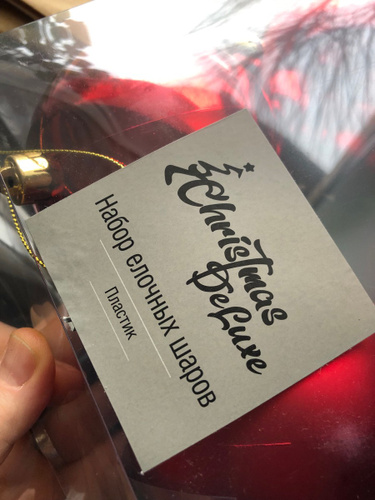 Christmas
DeLuxe
Набор елочных шаров
Пластик